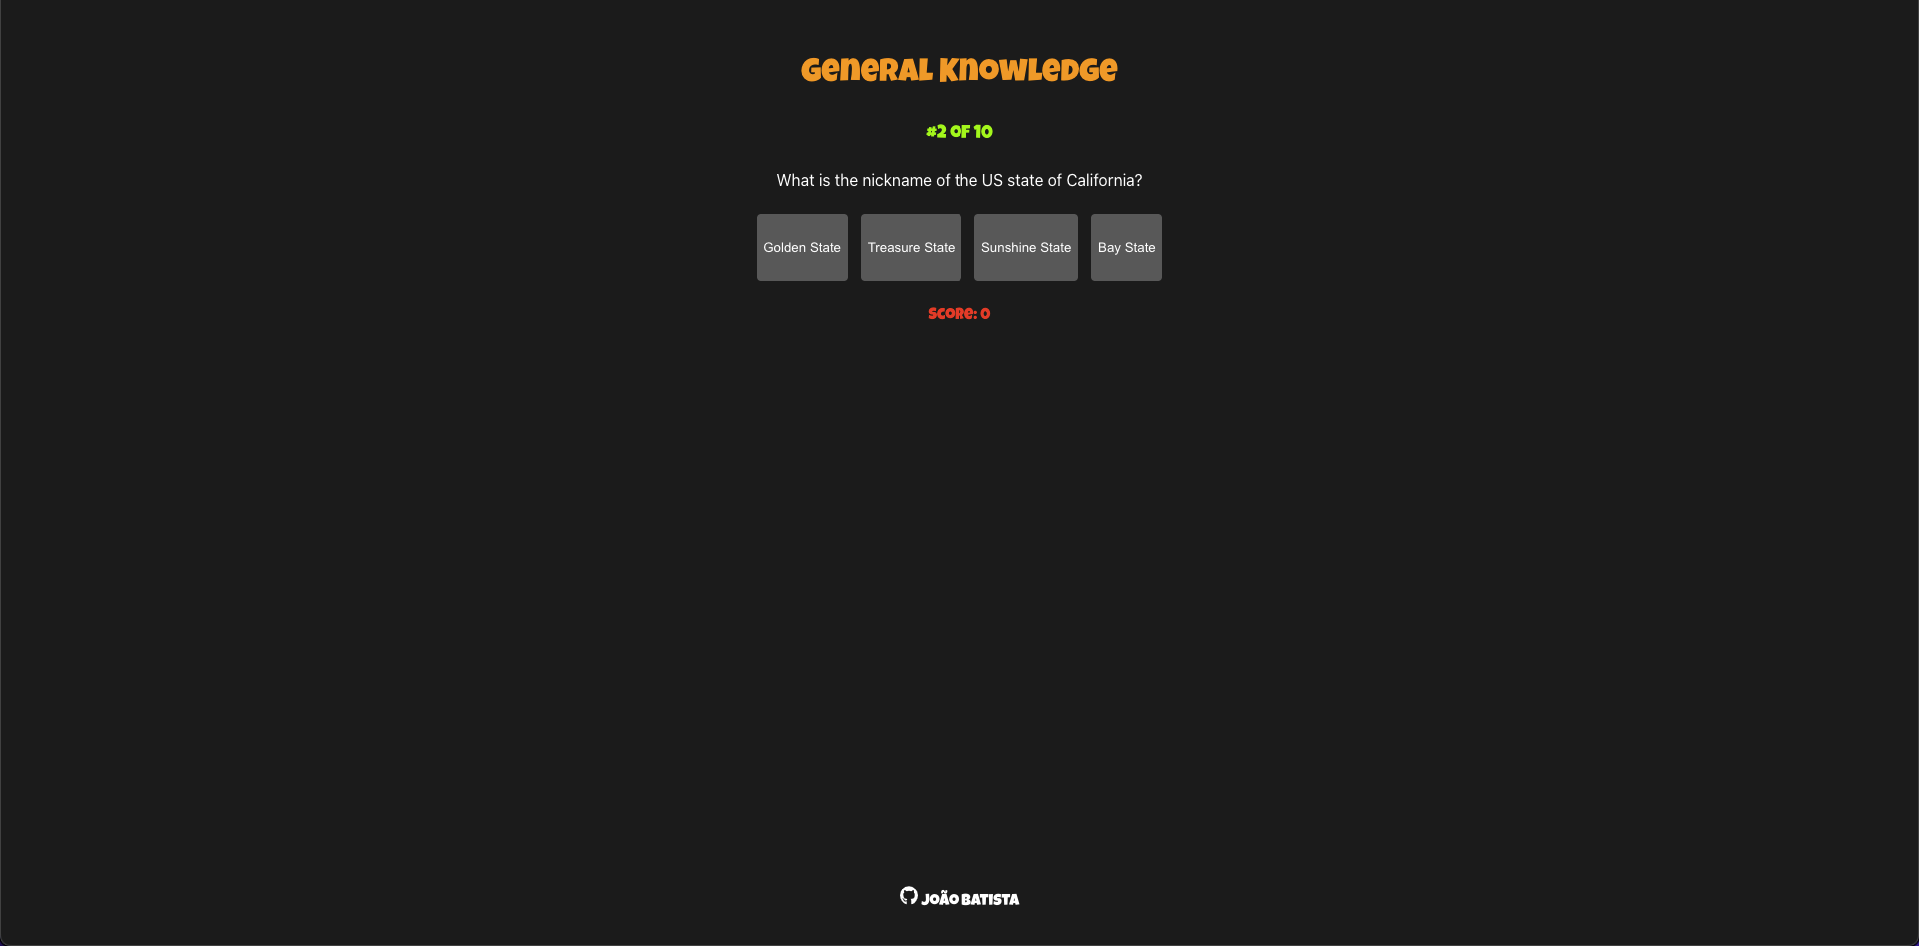 General Knowledge
#2 of 10
What is the nickname of the US state of California?
Golden State
Treasure State
Sunshine State
Bay State
Score: 0
João Batista